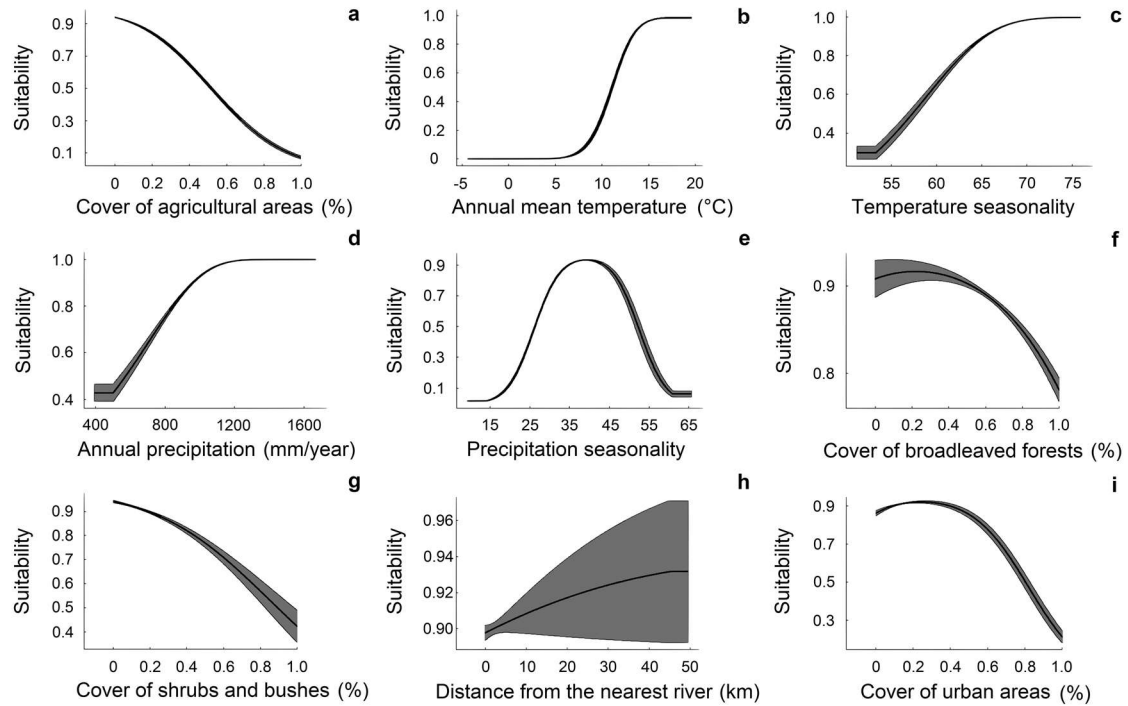 a
0.9
0.7
0.5
0.3
0.1
Suitability
0 0.2 0.4 0.6 0.8 1.0
Cover of agricultural areas (%)
b
1.0
0.8
0.6
0.4
0.2
0
Suitability
-5 0 5 10 15 20
Annual mean temperature (°C)
c
1.0
0.8
0.6
0.4
Suitability
55 60 65 70 75
Temperature seasonality
d
1.0
0.8
0.6
0.4
Suitability
400 800 1200 1600
Annual precipitation (mm/year)
e
0.9
0.7
0.5
0.3
0.1
Suitability
15 25 35 45 55 65
Precipitation seasonality
f
0.9
0.8
Suitability
0 0.2 0.4 0.6 0.8 1.0
Cover of broadleaved forests (%)
g
0.9
0.8
0.7
0.6
0.5
0.4
Suitability
0 0.2 0.4 0.6 0.8 1.0
Cover of shrubs and bushes (%)
h
0.96
0.94
0.92
0.90
Suitability
0 10 20 30 40 50
Distance from the nearest river (km)
i
0.9
0.7
0.5
0.3
Suitability
0 0.2 0.4 0.6 0.8 1.0
Cover of urban areas (%)